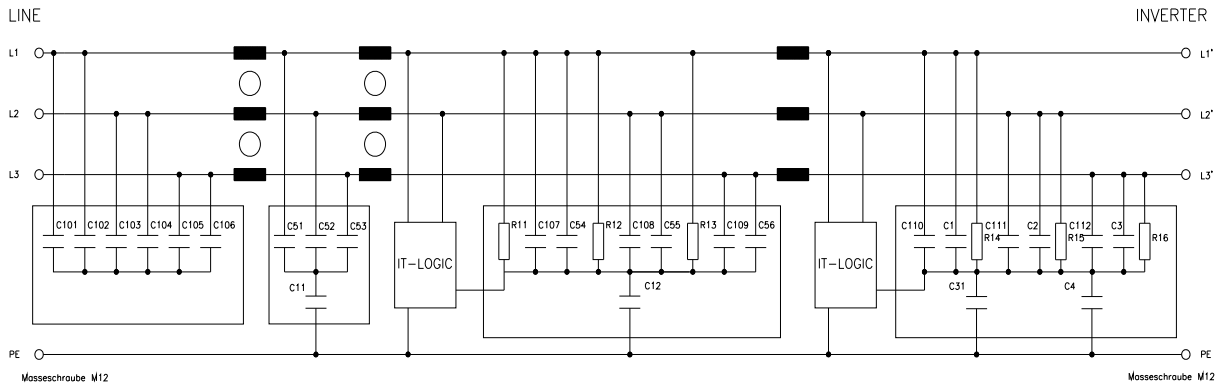 LINE INVERTER
L1 L1'
L2 L2'
L3 L3'
C101 C102 C103 C104 C105 C106 C51 C52 C53 R11 C107 C54 R12 C108 C55 R13 C109 C56 C110 C1 R14 C111 C2 R15 C112 C3 R16
IT-LOGIC IT-LOGIC
C11 C12 C31 C4
PE PE
Masseschraube M12 Masseschraube M12